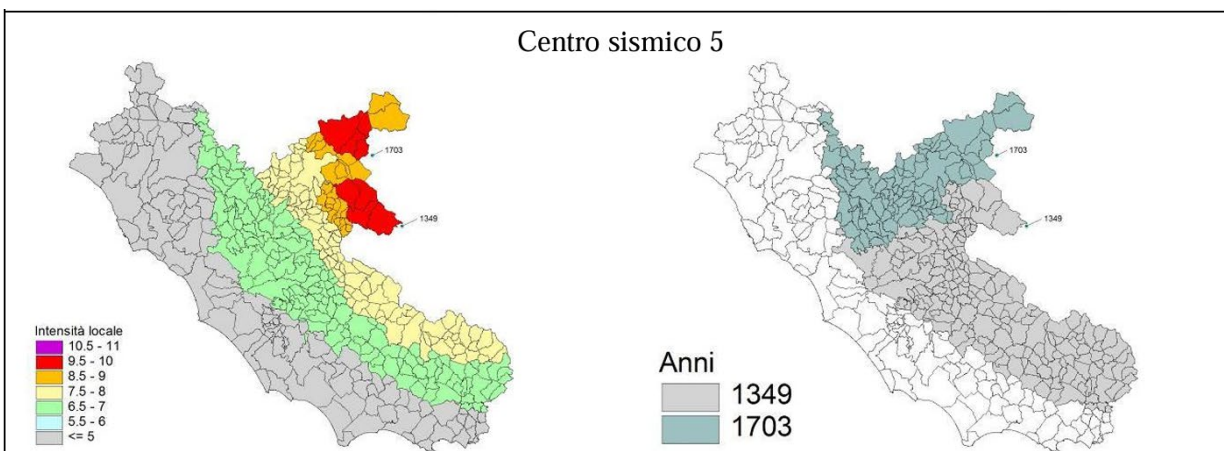 Centro sismico 5
1703
1349
Intensità locale
10.5 - 11
9.5 - 10
8.5 - 9
7.5 - 8
6.5 - 7
5.5 - 6
<= 5
1703
1349
Anni
1349
1703